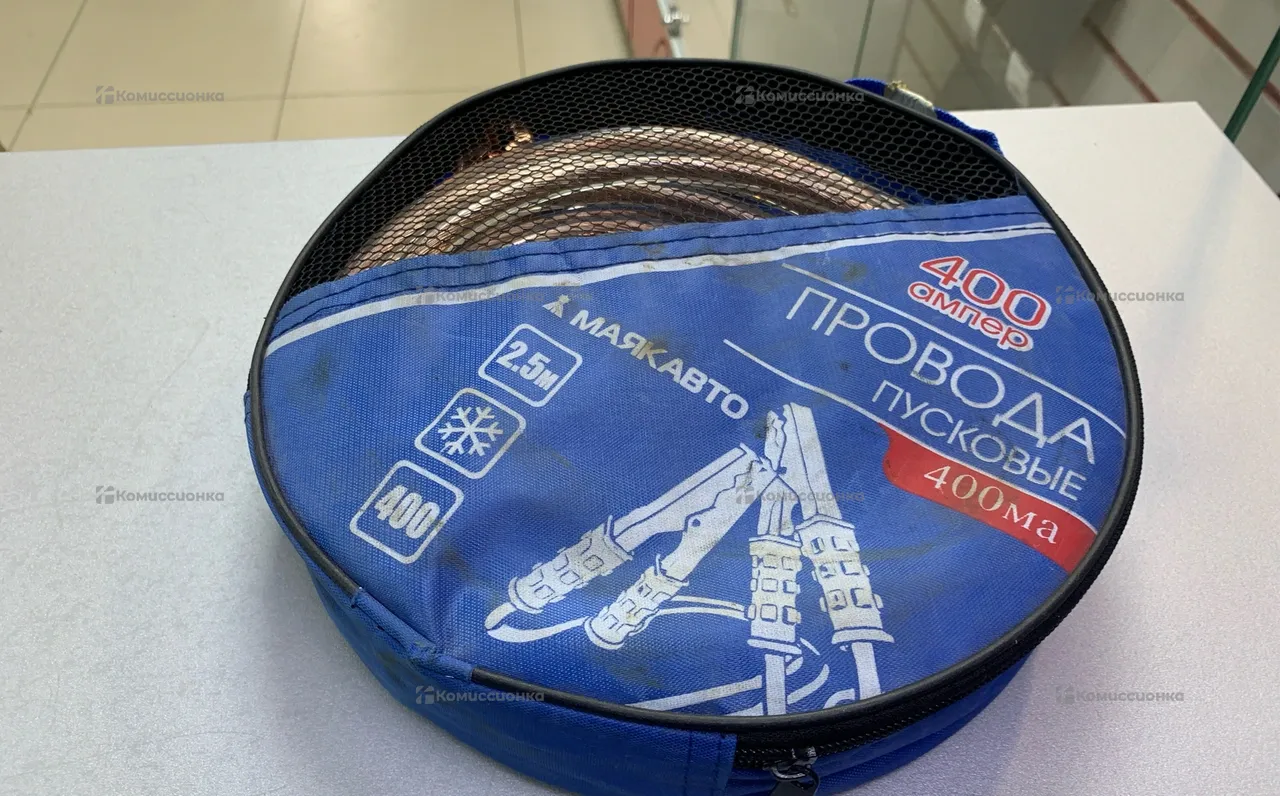 400
ампер
ПРОВОДА
ПУСКОВЫЕ
400ма
МАЯКАВТО
2.5м
400
Комиссионка
Комиссионка
Комиссионка
Комиссионка
Комиссионка
Комиссионка
Комиссионка
Комиссионка